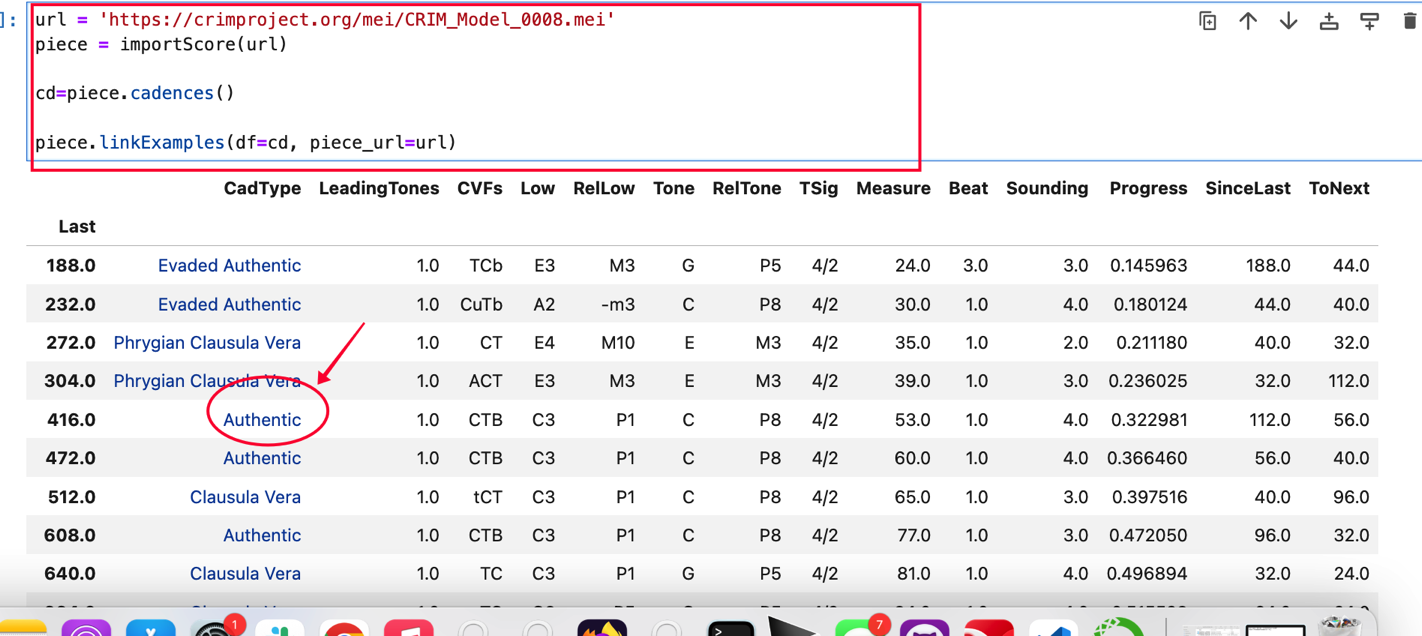 ]:
url = 'https://crimproject.org/mei/CRIM_Model_0008.mei'
piece = importScore(url)
cd=piece.cadences()
piece.linkExamples(df=cd, piece_url=url)
CadType LeadingTones CVFs Low RelLow Tone RelTone TSig Measure Beat Sounding Progress SinceLast ToNext
Last
188.0 Evaded Authentic 1.0 TCb E3 M3 G P5 4/2 24.0 3.0 3.0 0.145963 188.0 44.0
232.0 Evaded Authentic 1.0 CuTb A2 -m3 C P8 4/2 30.0 1.0 4.0 0.180124 44.0 40.0
272.0 Phrygian Clausula Vera 1.0 CT E4 M10 E M3 4/2 35.0 1.0 2.0 0.211180 40.0 32.0
304.0 Phrygian Clausula Vera 1.0 ACT E3 M3 E M3 4/2 39.0 1.0 3.0 0.236025 32.0 112.0
416.0 Authentic 1.0 CTB C3 P1 C P8 4/2 53.0 1.0 4.0 0.322981 112.0 56.0
472.0 Authentic 1.0 CTB C3 P1 C P8 4/2 60.0 1.0 4.0 0.366460 56.0 40.0
512.0 Clausula Vera 1.0 tCT C3 P1 C P8 4/2 65.0 1.0 3.0 0.397516 40.0 96.0
608.0 Authentic 1.0 CTB C3 P1 C P8 4/2 77.0 1.0 3.0 0.472050 96.0 32.0
640.0 Clausula Vera 1.0 TC C3 P1 G P5 4/2 81.0 1.0 4.0 0.496894 32.0 24.0
1
7